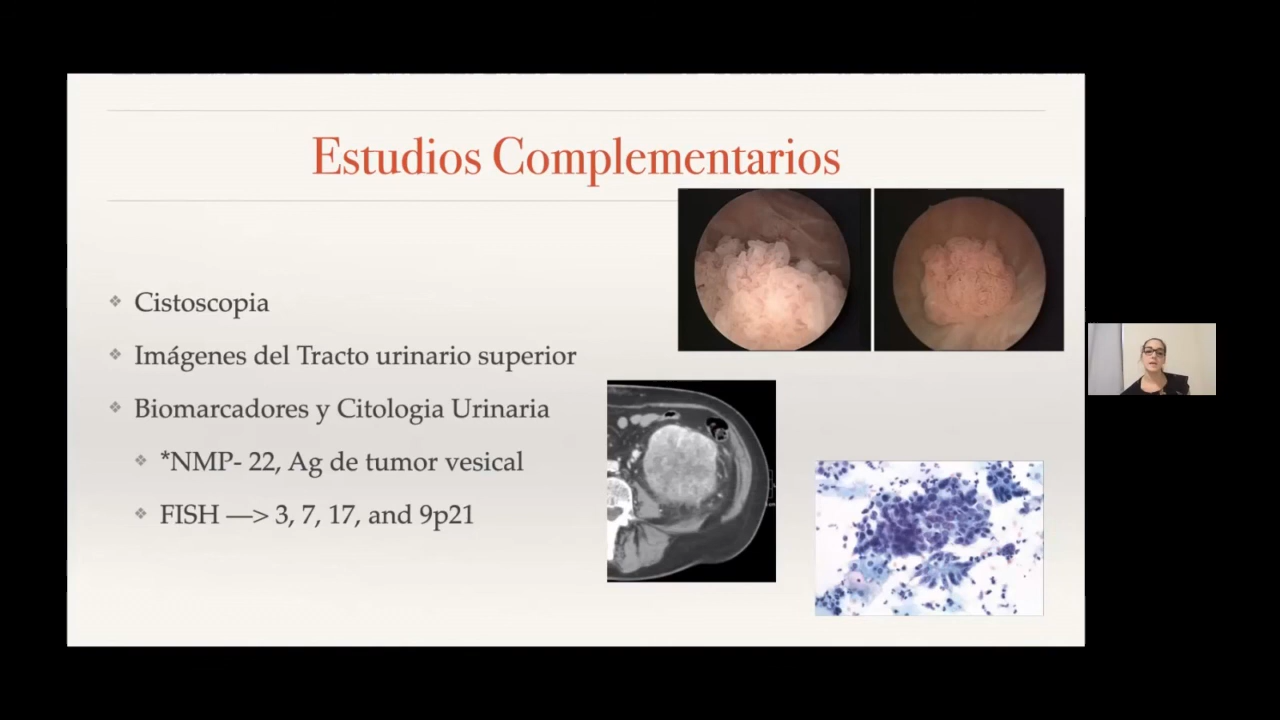 Estudios Complementarios
Cistoscopia
Imágenes del Tracto urinario superior
Biomarcadores y Citologia Urinaria
*NMP- 22, Ag de tumor vesical
FISH —> 3, 7, 17, and 9p21